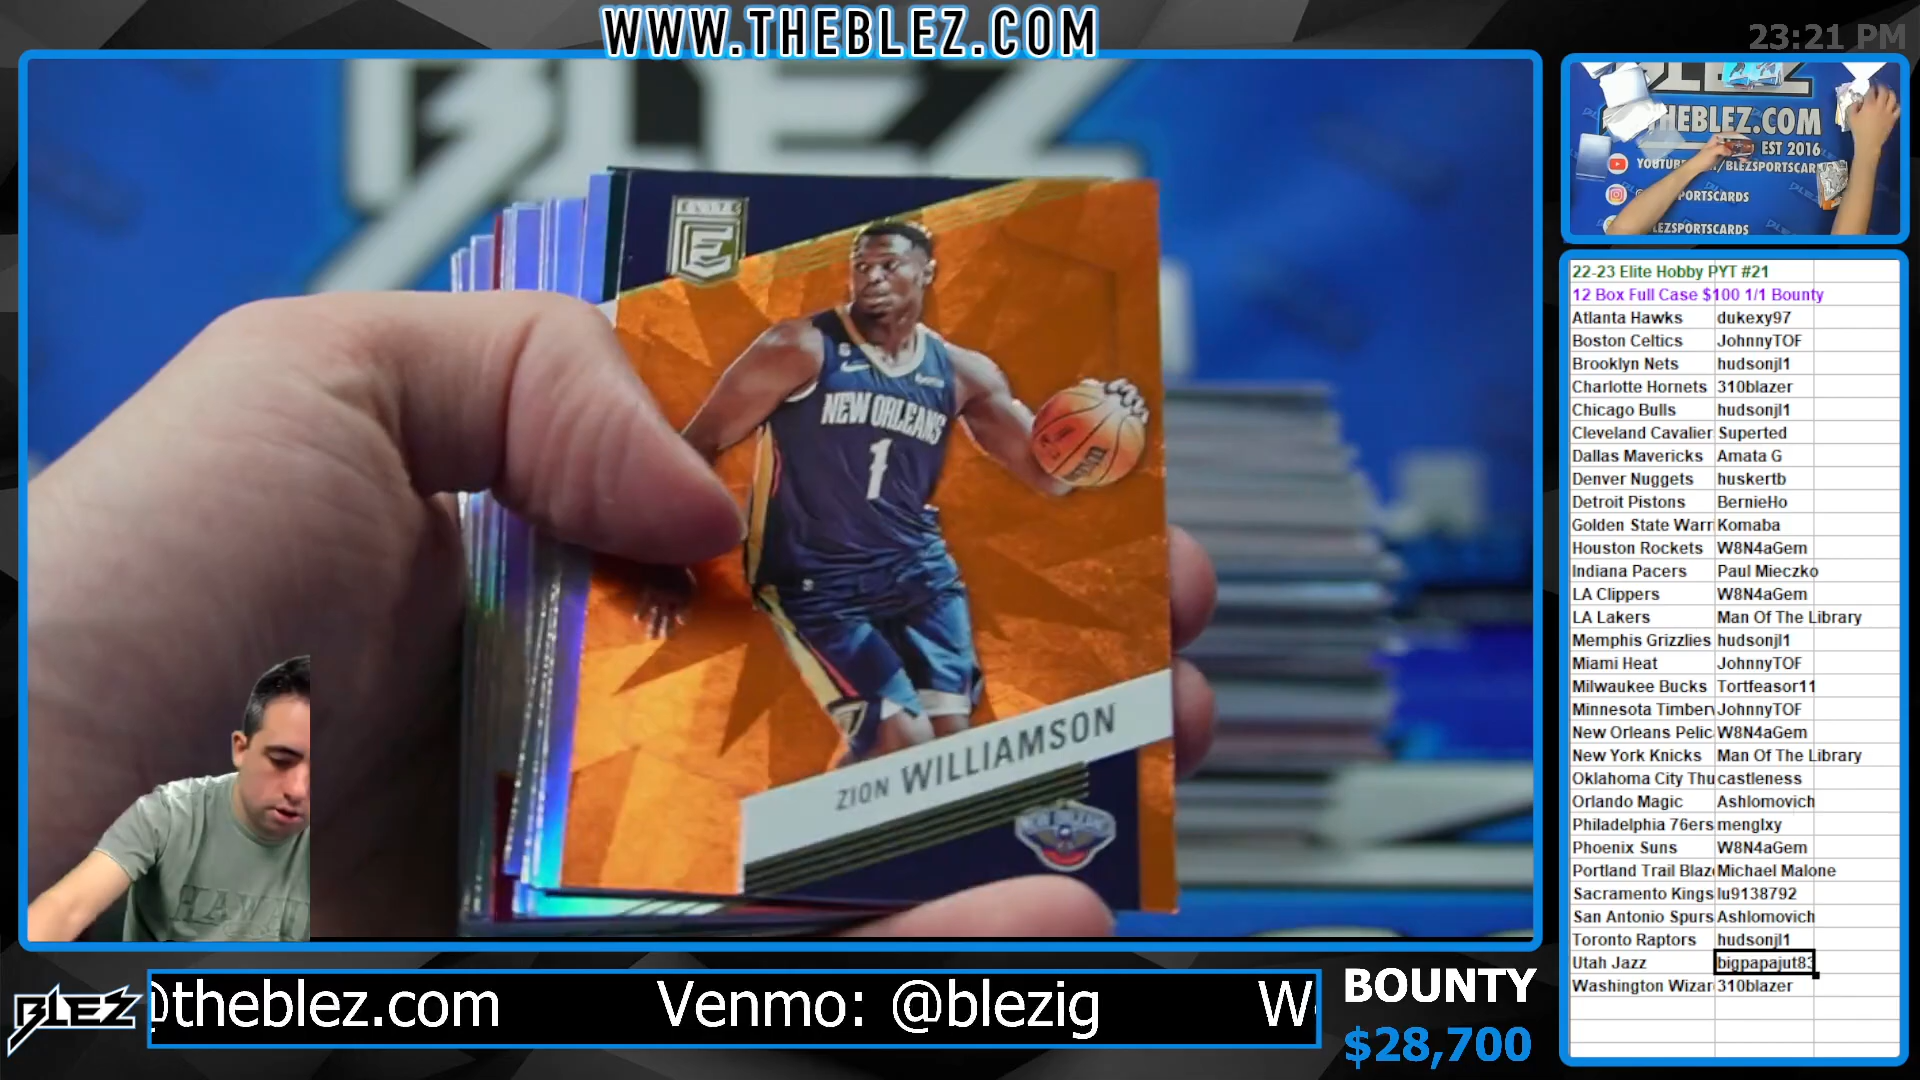 WWW.THEBLEZ.COM
23:21 PM
BLEZ
ELITE
E
NEW ORLEANS
1
ZION WILLIAMSON
THEBLEZ.COM
EST 2016
22-23 Elite Hobby PYT #21
12 Box Full Case $100 1/1 Bounty
Atlanta Hawks dukexy97
Boston Celtics JohnnyTOF
Brooklyn Nets hudsonjl1
Charlotte Hornets 310blazer
Chicago Bulls hudsonjl1
Cleveland Cavalier Superted
Dallas Mavericks Amata G
Denver Nuggets huskertb
Detroit Pistons BernieHo
Golden State Warr Komaba
Houston Rockets W8N4aGem
Indiana Pacers Paul Mieczko
LA Clippers W8N4aGem
LA Lakers Man Of The Library
Memphis Grizzlies hudsonjl1
Miami Heat JohnnyTOF
Milwaukee Bucks Tortfeasor11
Minnesota Timberv JohnnyTOF
New Orleans Pelic W8N4aGem
New York Knicks Man Of The Library
Oklahoma City Thu castleness
Orlando Magic Ashlomovich
Philadelphia 76ers menglxy
Phoenix Suns W8N4aGem
Portland Trail Blaz Michael Malone
Sacramento Kings lu9138792
San Antonio Spurs Ashlomovich
Toronto Raptors hudsonjl1
Utah Jazz bigpapajut83
Washington Wizar 310blazer
BLEZ
@theblez.com Venmo: @blezig
BOUNTY
$28,700